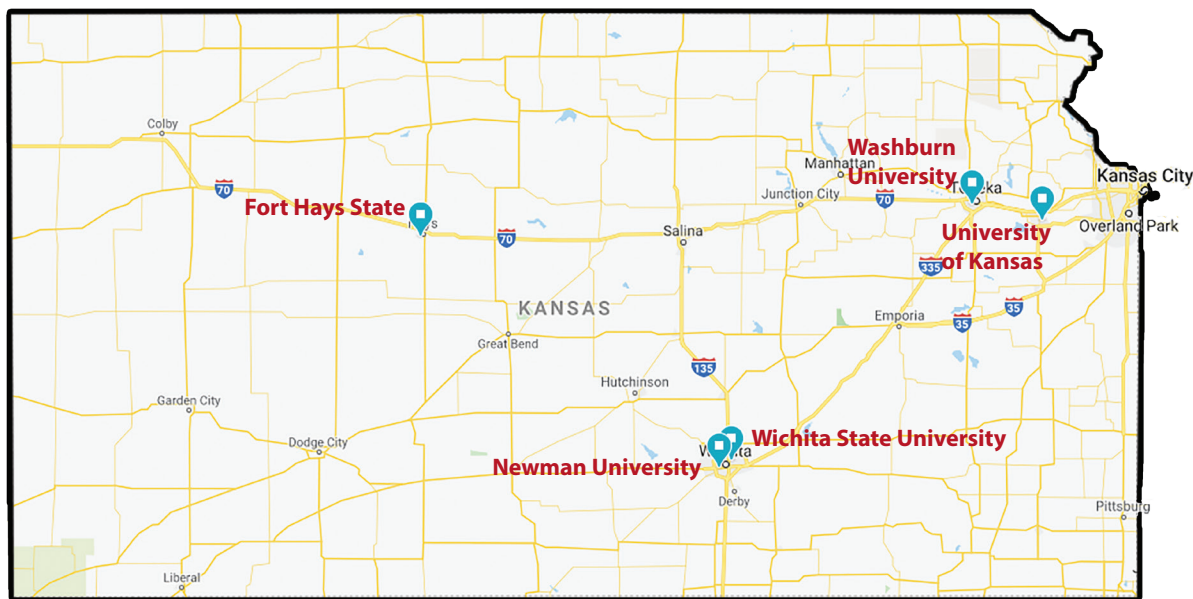 Colby
Washburn
Manhattan
University
Kansas City
70
Junction City
70
Fort Hays State
Overland Park
University
Salina
70
of Kansas
335
KANSAS
35
Emporia
35
Great Bend
135
Hutchinson
Garden City
Dodge City
Wichita State University
Newman University
Derby
Pittsburg
Liberal